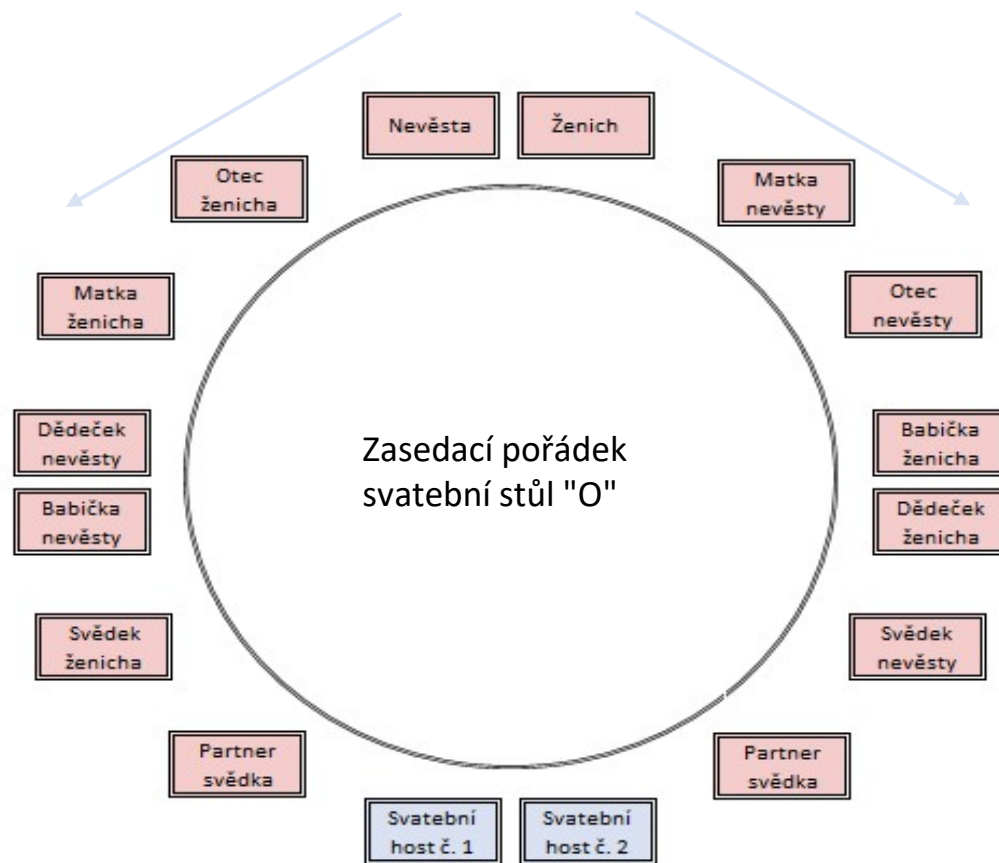 Nevěsta
Ženich
Otec
ženicha
Matka
nevěsty
Matka
ženicha
Otec
nevěsty
Dědeček
nevěsty
Babička
ženicha
Zasedací pořádek
svatební stůl "O"
Babička
nevěsty
Dědeček
ženicha
Svědek
ženicha
Svědek
nevěsty
Partner
svědka
Partner
svědka
Svatební
host č. 1
Svatební
host č. 2